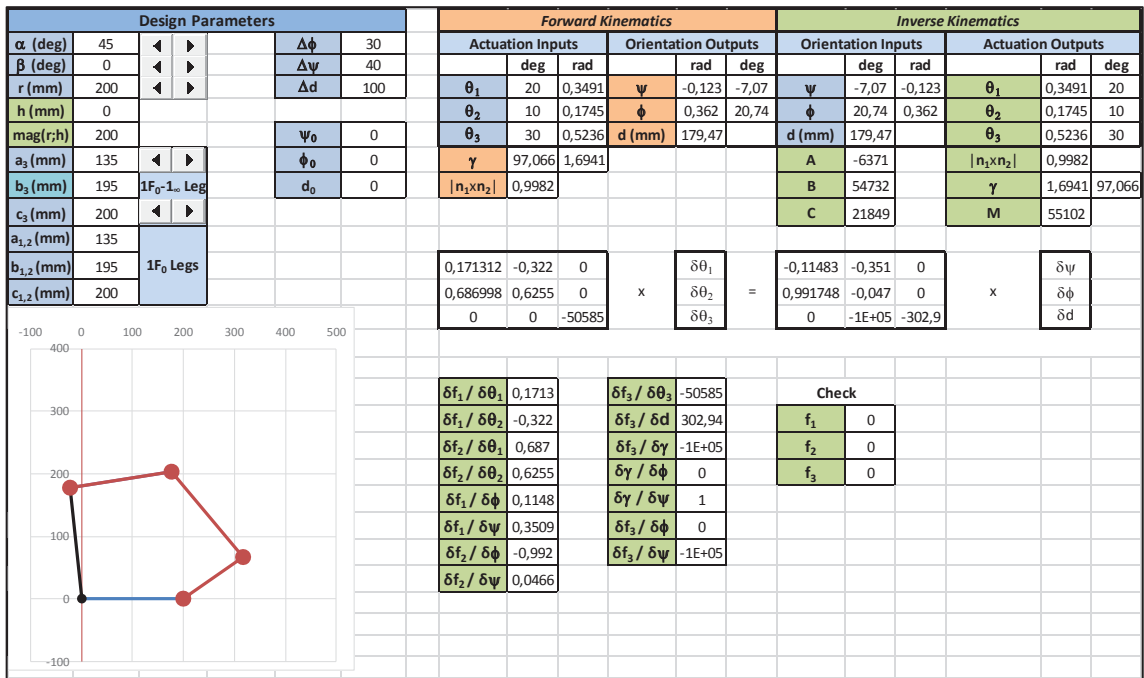 Design Parameters Forward Kinematics Inverse Kinematics
α (deg) 45 Δϕ 30 Actuation Inputs Orientation Outputs Orientation Inputs Actuation Outputs
β (deg) 0 Δψ 40 deg rad rad deg deg rad rad deg
r (mm) 200 Δd 100 θ₁ 20 0,3491 ψ -0,123 -7,07 ψ -7,07 -0,123 θ₁ 0,3491 20
h (mm) 0 θ₂ 10 0,1745 ϕ 0,362 20,74 ϕ 20,74 0,362 θ₂ 0,1745 10
mag(r;h) 200 ψ₀ 0 θ₃ 30 0,5236 d (mm) 179,47 d (mm) 179,47 θ₃ 0,5236 30
a₃(mm) 135 ϕ₀ 0 γ 97,066 1,6941 A -6371 |n₁xn₂| 0,9982
b₃(mm) 195 1F₀-1∞ Leg d₀ 0 |n₁xn₂| 0,9982 B 54732 γ 1,6941 97,066
c₃(mm) 200 C 21849 M 55102
a₁,₂(mm) 135
b₁,₂(mm) 195 1F₀ Legs 0,171312 -0,322 0 δθ₁ -0,11483 -0,351 0 δψ
c₁,₂(mm) 200 0,686998 0,6255 0 x δθ₂ = 0,991748 -0,047 0 x δϕ
0 0 -50585 δθ₃ 0 -1E+05 -302,9 δd
-100 0 100 200 300 400 500
400
300
200
100
0
-100
δf₁ / δθ₁ 0,1713 δf₃ / δθ₃ -50585 Check
δf₁ / δθ₂ -0,322 δf₃ / δd 302,94 f₁ 0
δf₂ / δθ₁ 0,687 δf₃ / δγ -1E+05 f₂ 0
δf₂ / δθ₂ 0,6255 δγ / δϕ 0 f₃ 0
δf₁ / δϕ 0,1148 δγ / δψ 1
δf₁ / δψ 0,3509 δf₃ / δϕ 0
δf₂ / δϕ -0,992 δf₃ / δψ -1E+05
δf₂ / δψ 0,0466